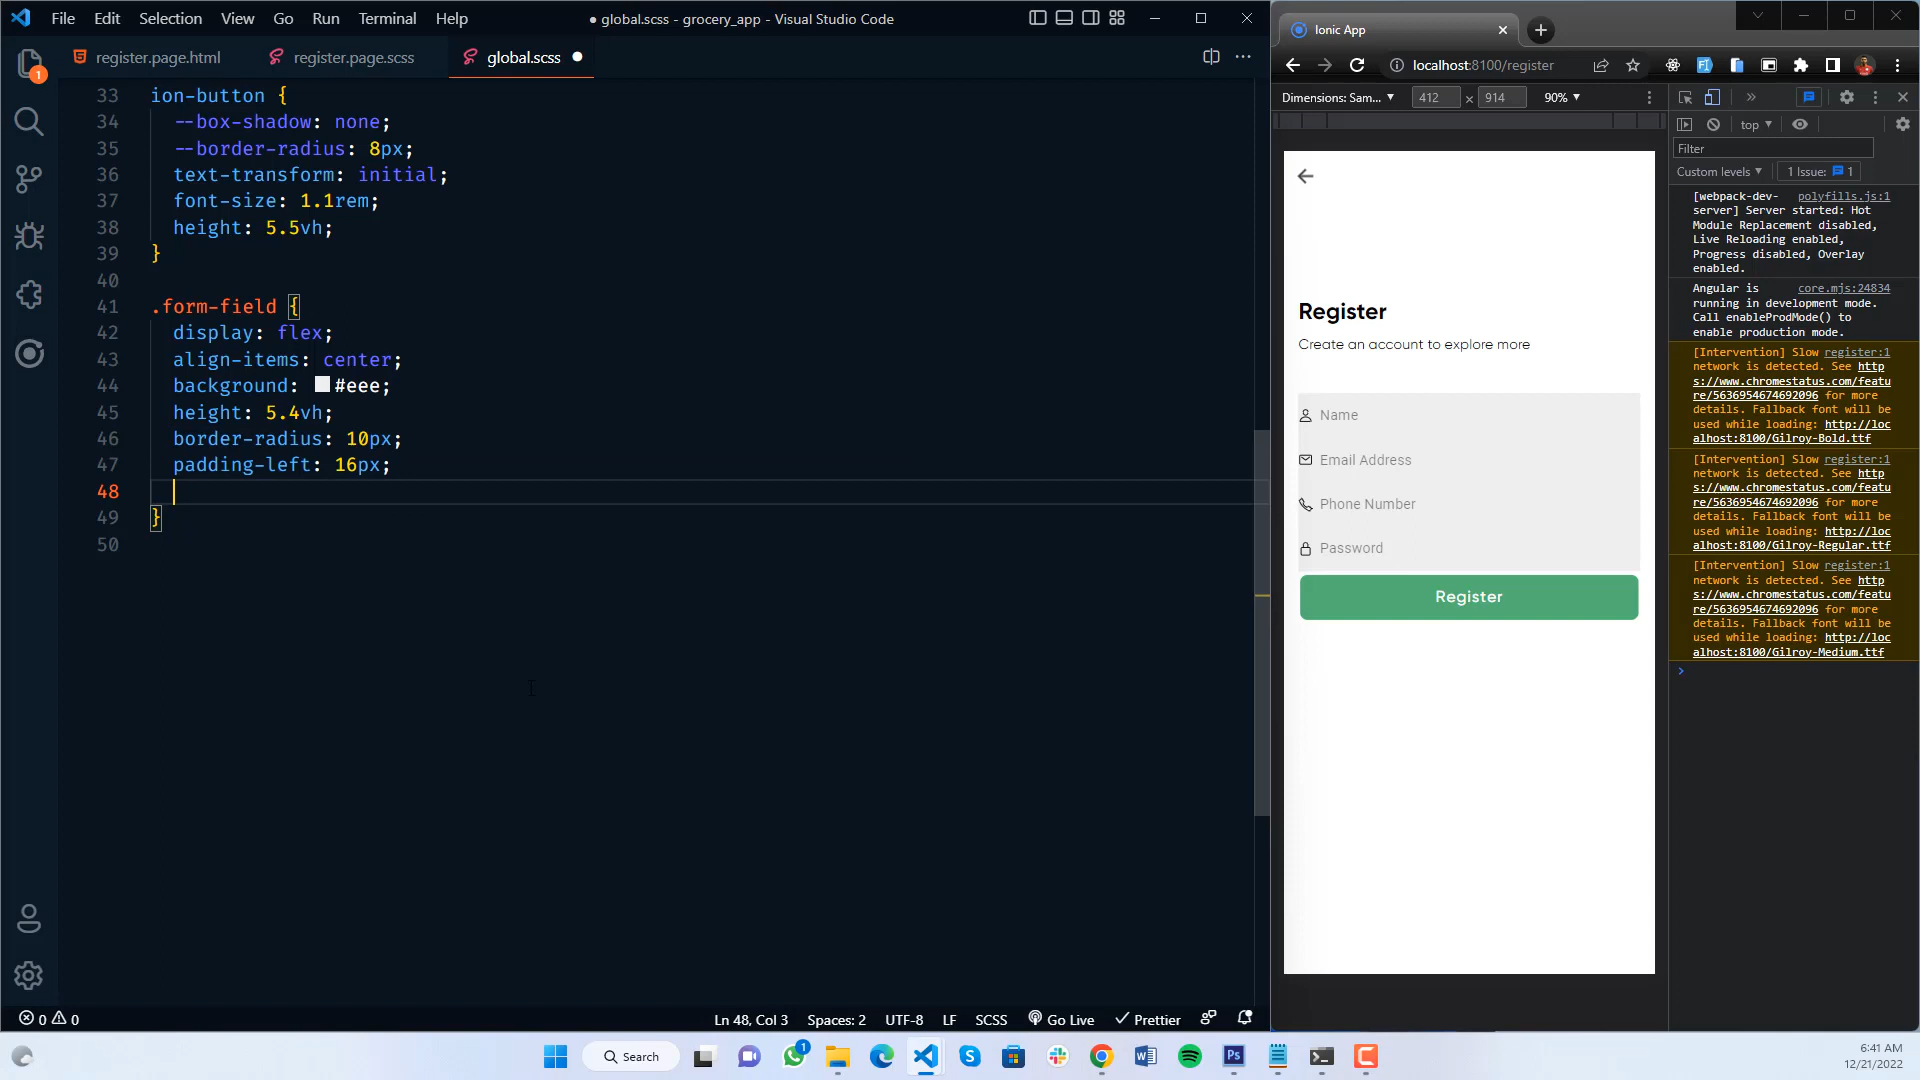 File Edit Selection View Go Run Terminal Help
● global.scss - grocery_app - Visual Studio Code
register.page.html
register.page.scss
global.scss
33 ion-button {
34 --box-shadow: none;
35 --border-radius: 8px;
36 text-transform: initial;
37 font-size: 1.1rem;
38 height: 5.5vh;
39 }
40
41 .form-field {
42 display: flex;
43 align-items: center;
44 background: #eee;
45 height: 5.4vh;
46 border-radius: 10px;
47 padding-left: 16px;
48
49 }
50
1
0 0
Ln 48, Col 3 Spaces: 2 UTF-8 LF SCSS Go Live Prettier
Ionic App
localhost:8100/register
Dimensions: Sam... 412 × 914 90%
Register
Create an account to explore more
Name
Email Address
Phone Number
Password
Register
top
Filter
Custom levels 1 Issue: 1
[webpack-dev- polyfills.js:1
server] Server started: Hot
Module Replacement disabled,
Live Reloading enabled,
Progress disabled, Overlay
enabled.
Angular is core.mjs:24834
running in development mode.
Call enableProdMode() to
enable production mode.
[Intervention] Slow register:1
network is detected. See http
s://www.chromestatus.com/featu
re/5636954674692096 for more
details. Fallback font will be
used while loading: http://loc
alhost:8100/Gilroy-Bold.ttf
[Intervention] Slow register:1
network is detected. See http
s://www.chromestatus.com/featu
re/5636954674692096 for more
details. Fallback font will be
used while loading: http://loc
alhost:8100/Gilroy-Regular.ttf
[Intervention] Slow register:1
network is detected. See http
s://www.chromestatus.com/featu
re/5636954674692096 for more
details. Fallback font will be
used while loading: http://loc
alhost:8100/Gilroy-Medium.ttf
Search
1
Ps
6:41 AM
12/21/2022